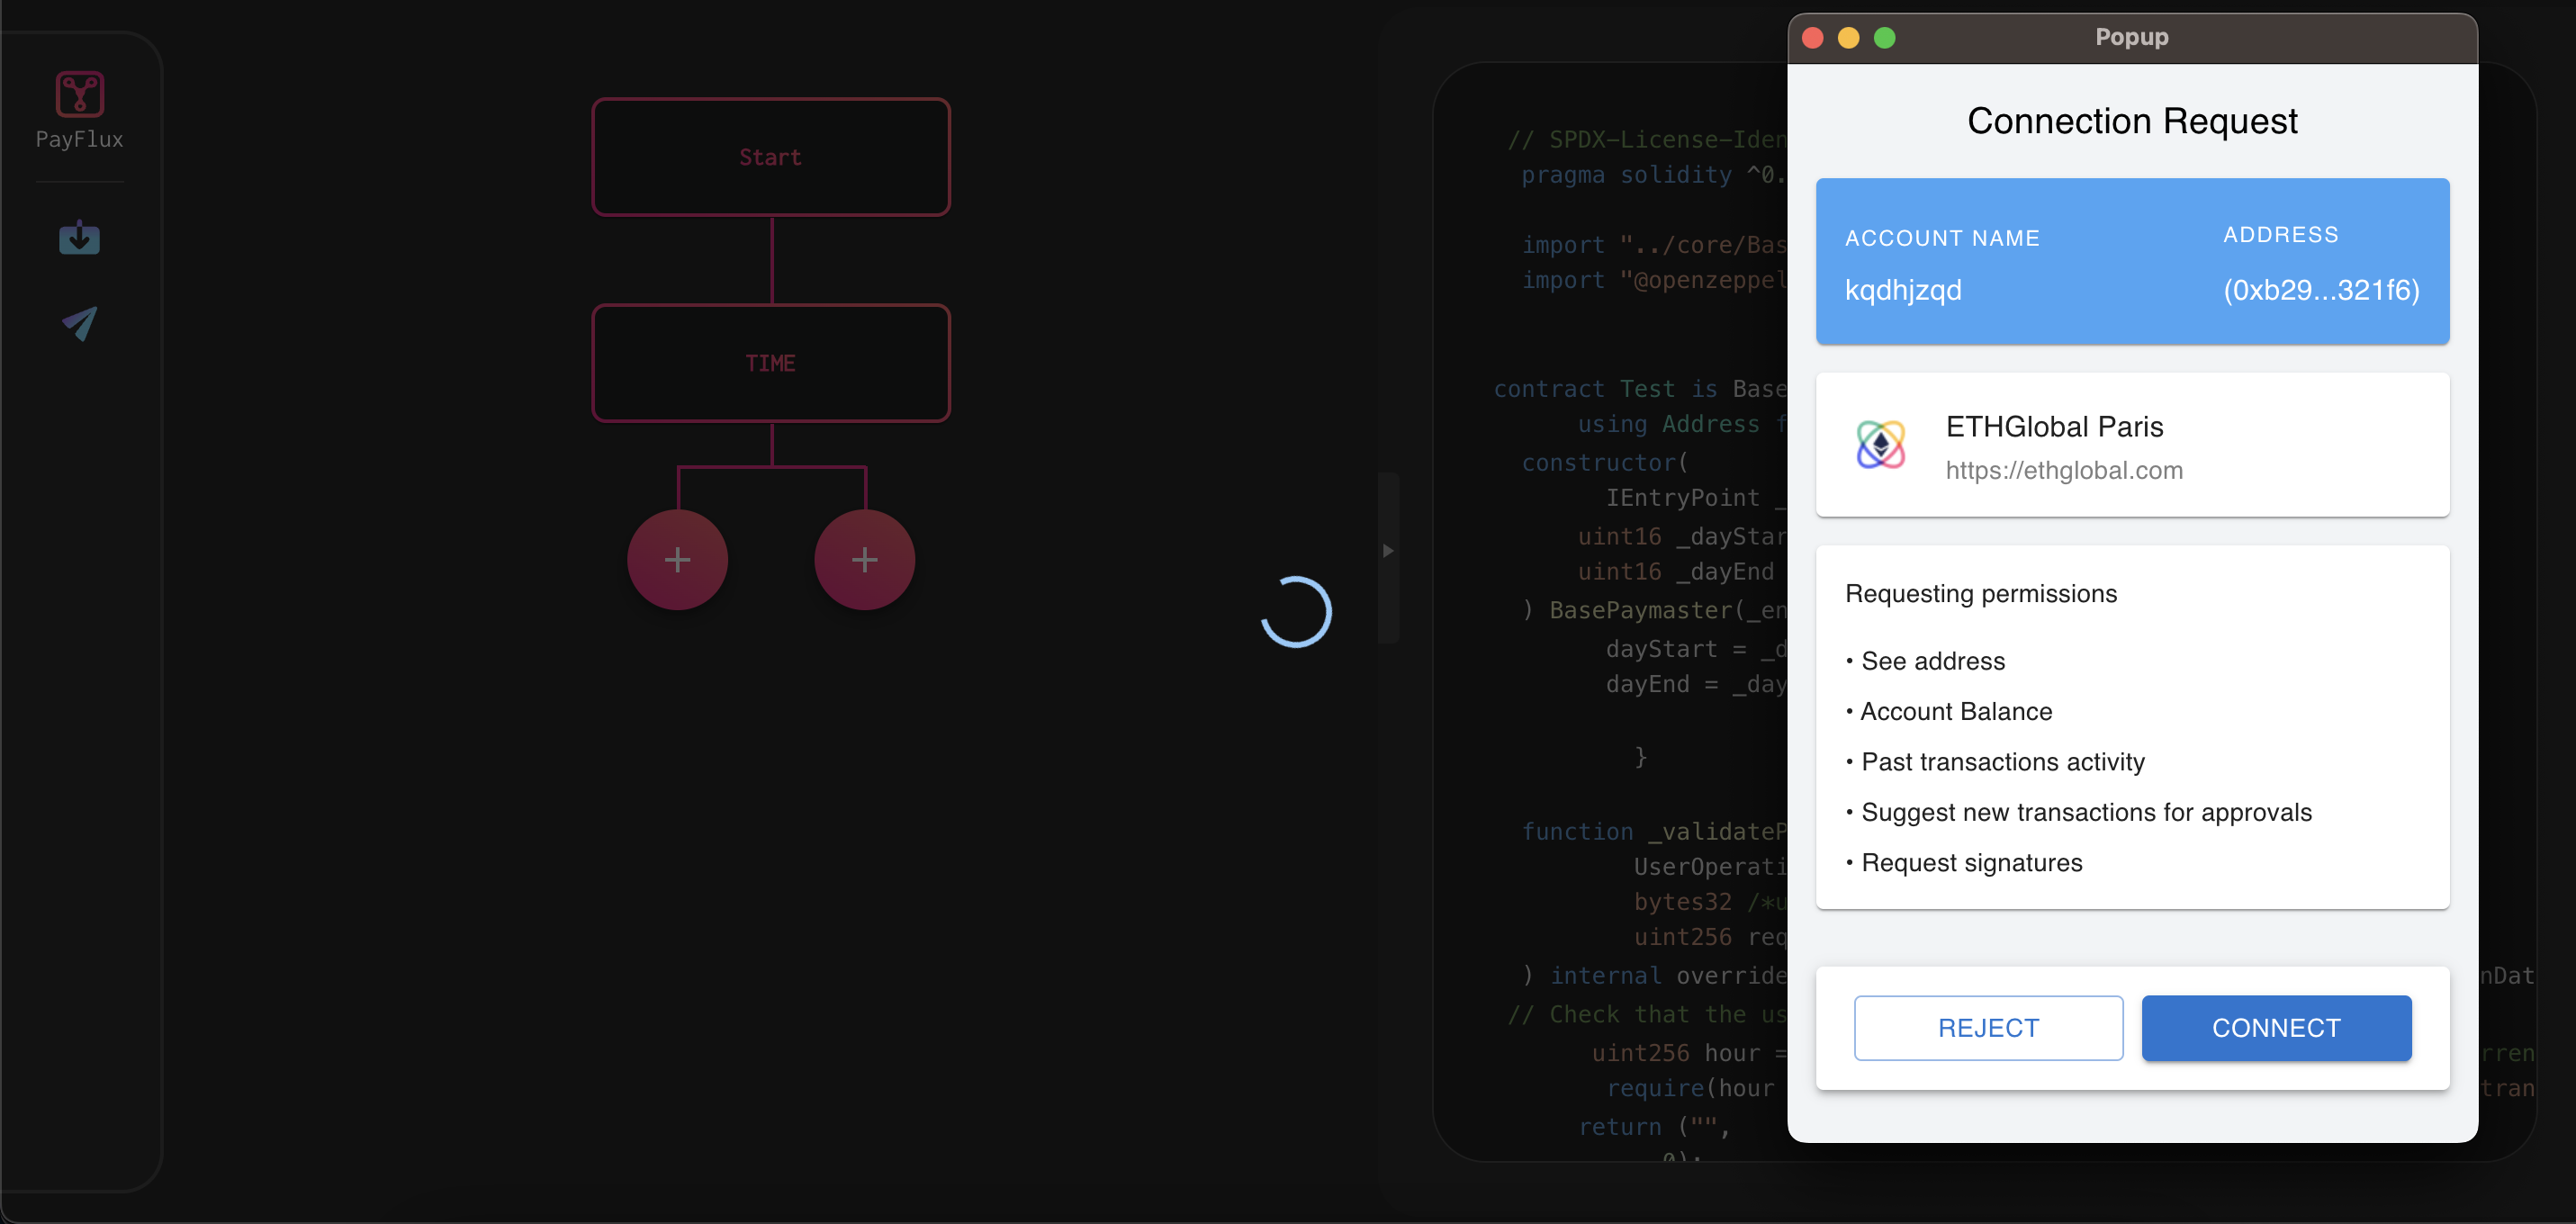 PayFlux
Start
TIME
+
+
// SPDX-License-Iden
pragma solidity ^0.
import "../core/Bas
import "@openzeppel
contract Test is Base
using Address f
constructor(
IEntryPoint _
uint16 _dayStar
uint16 _dayEnd
) BasePaymaster(_en
dayStart = _d
dayEnd = _day
}
function _validateP
UserOperati
bytes32 /*u
uint256 req
) internal override
nDat
// Check that the us
uint256 hour =
rren
require(hour
tran
return ("",
0);
Popup
Connection Request
ACCOUNT NAME
ADDRESS
kqdhjzqd
(0xb29...321f6)
ETHGlobal Paris
https://ethglobal.com
Requesting permissions
• See address
• Account Balance
• Past transactions activity
• Suggest new transactions for approvals
• Request signatures
REJECT
CONNECT